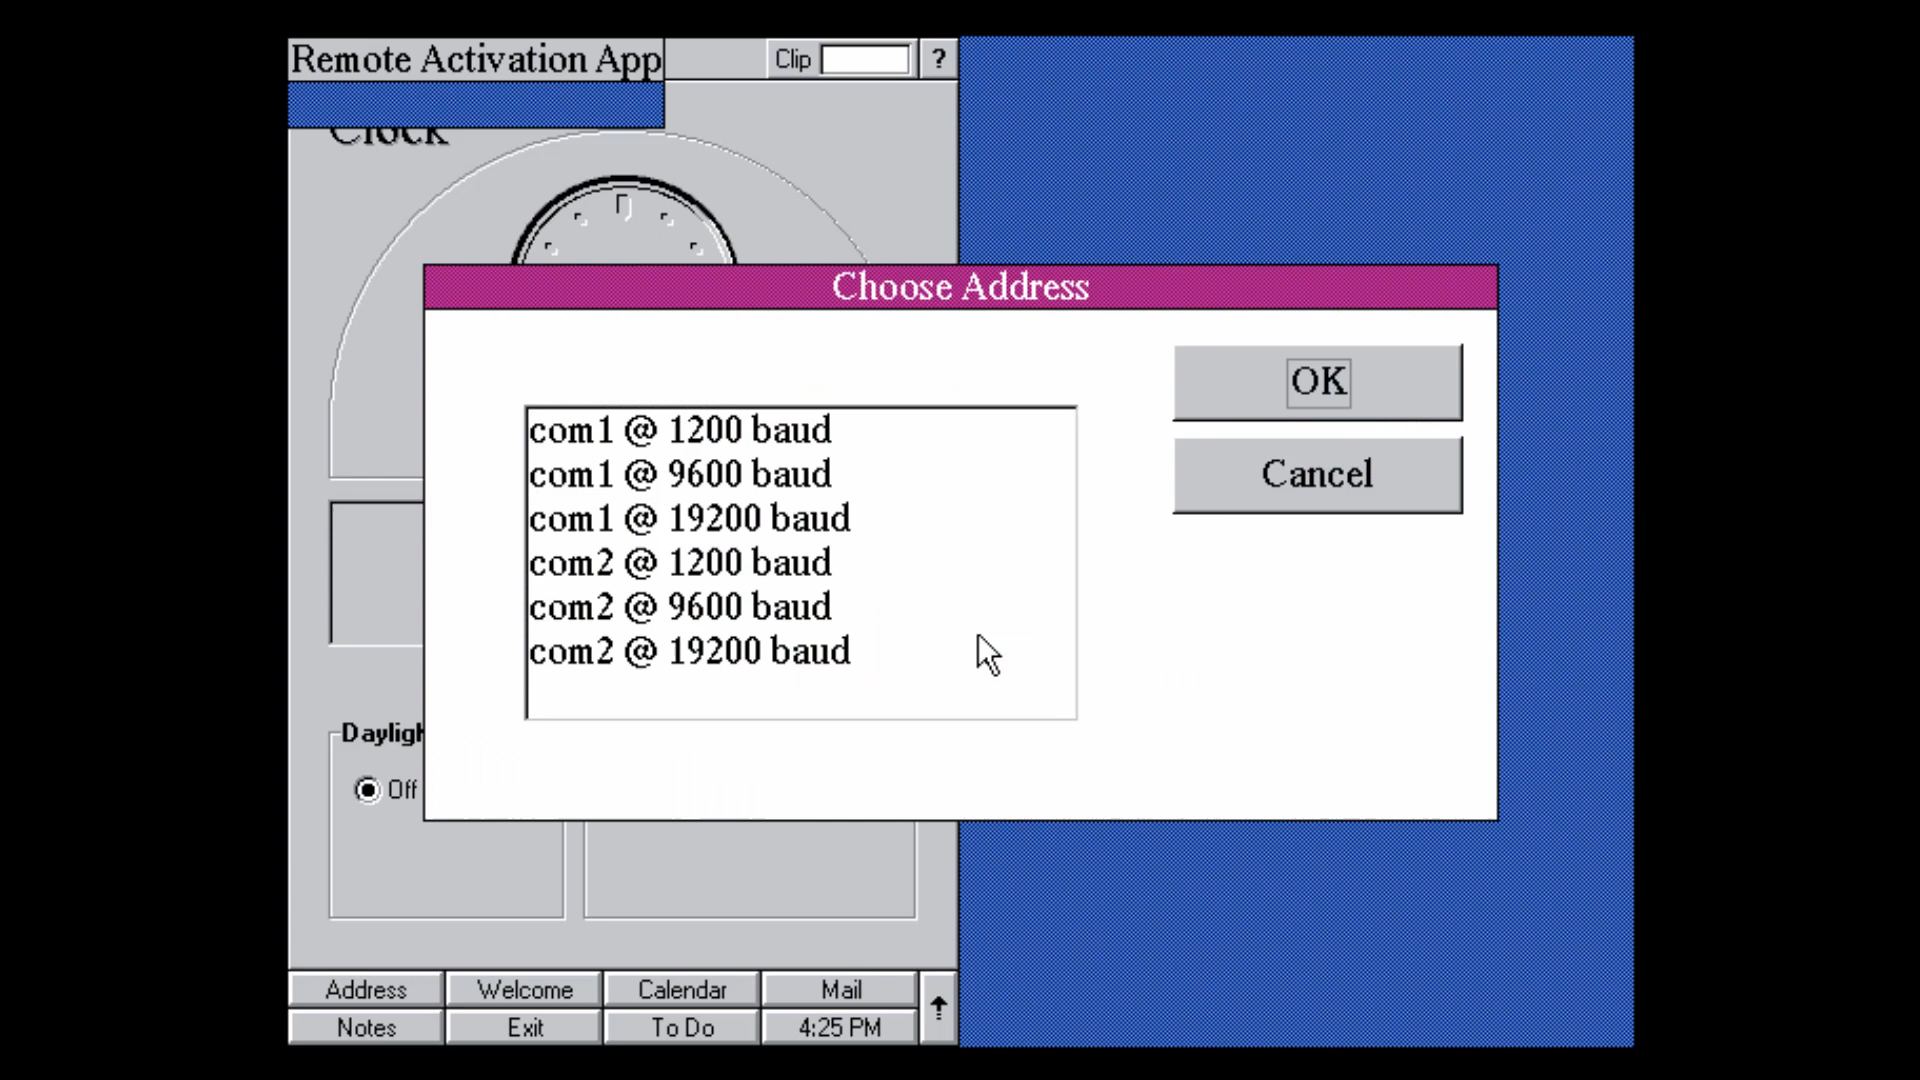 Remote Activation App
Clip
?
Clock
Choose Address
OK
Cancel
com1 @ 1200 baud
com1 @ 9600 baud
com1 @ 19200 baud
com2 @ 1200 baud
com2 @ 9600 baud
com2 @ 19200 baud
Dayligh
Off
Address
Welcome
Calendar
Mail
Notes
Exit
To Do
4:25 PM